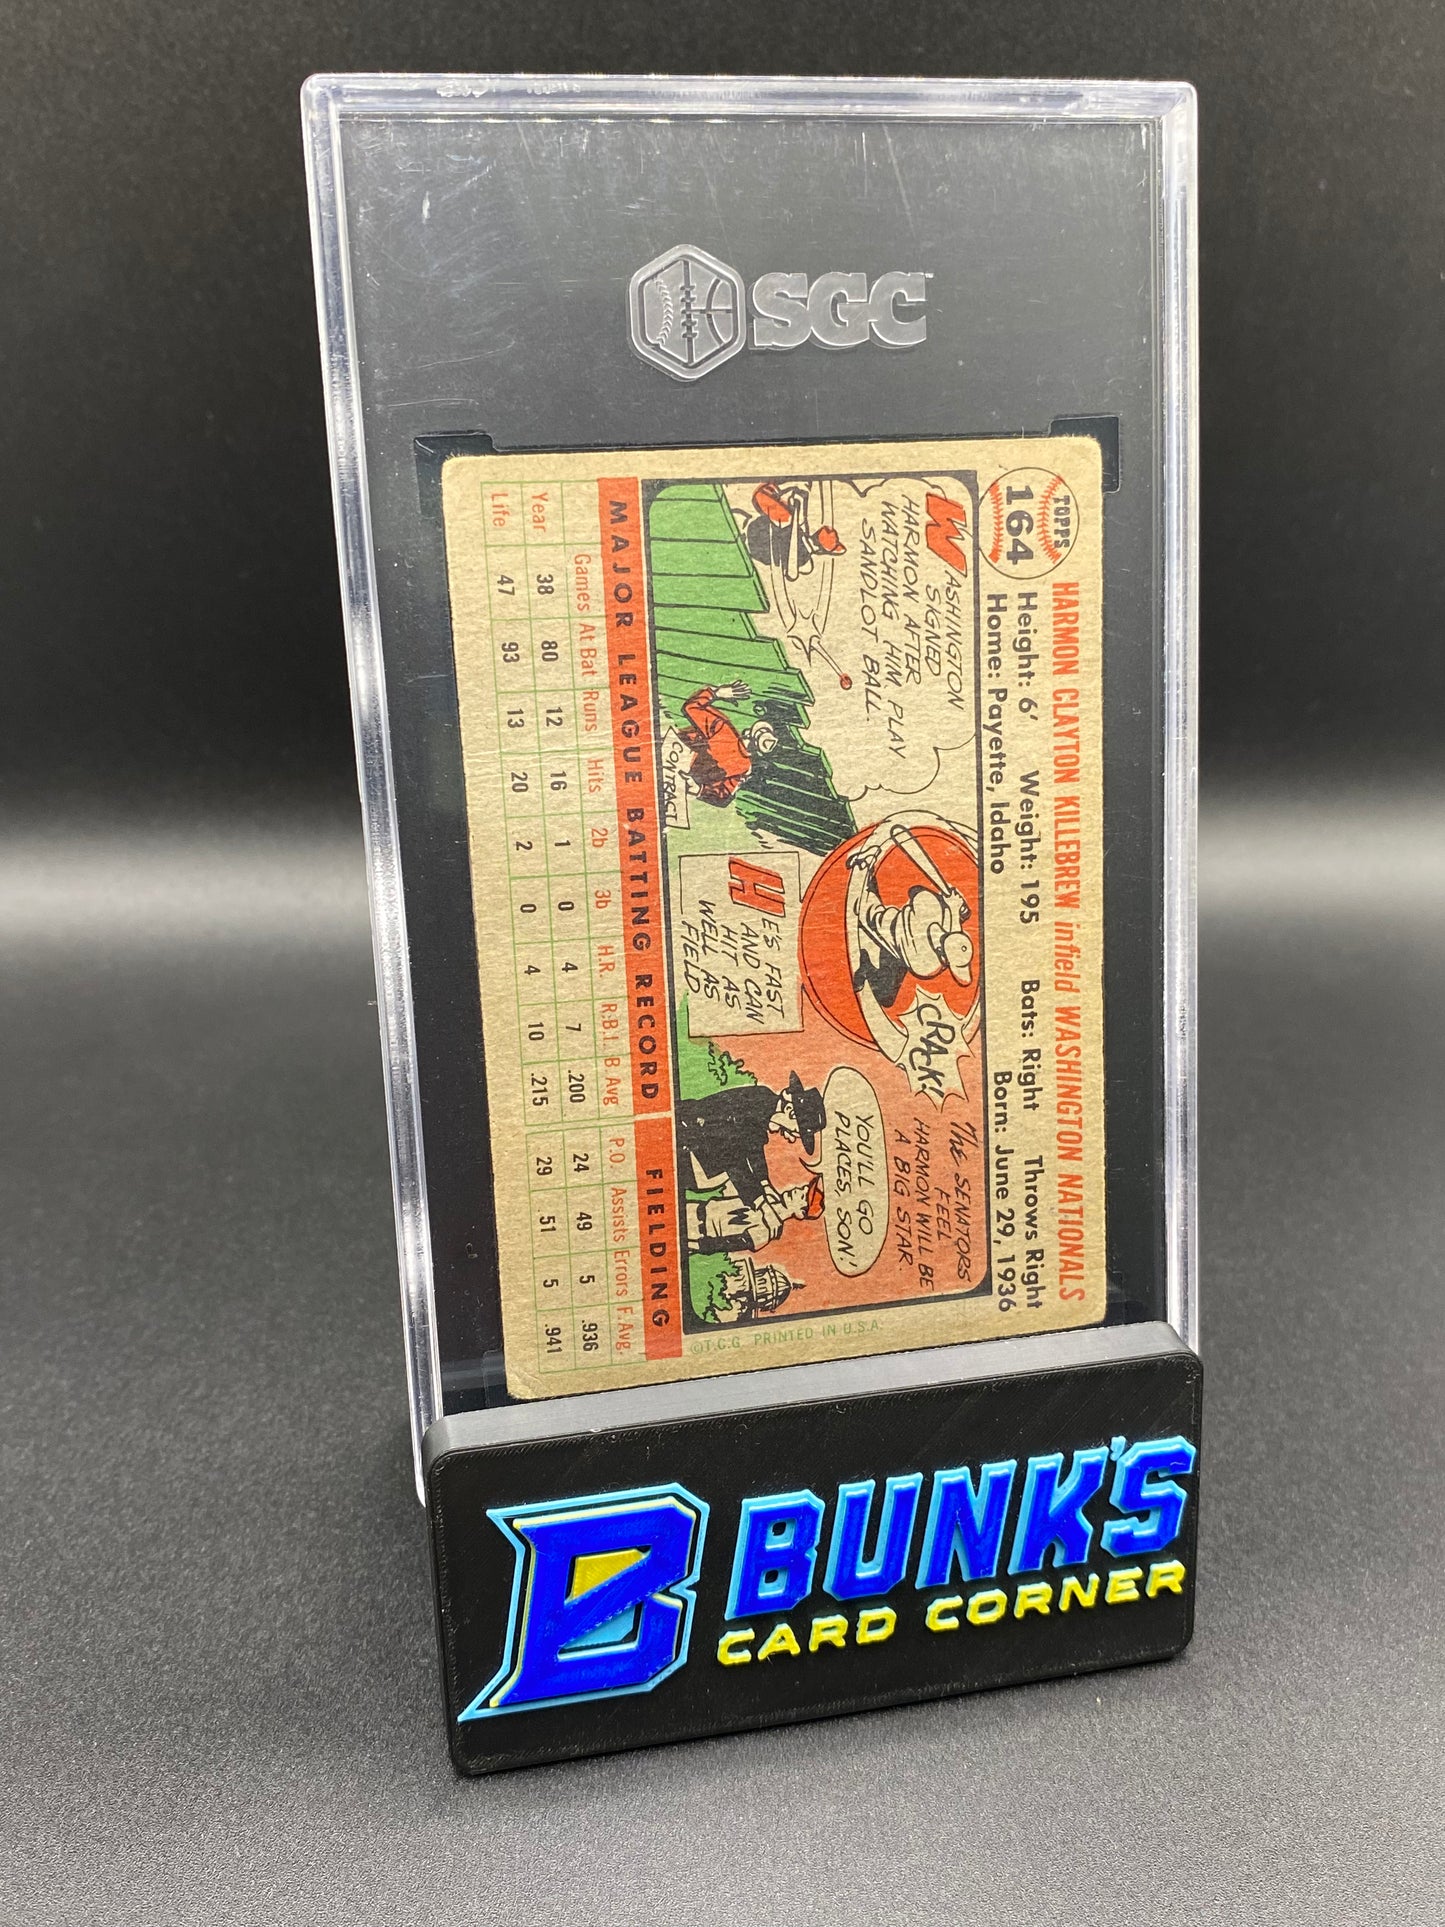 SGC
TOPPS
164
HARMON CLAYTON KILLEBREW infield WASHINGTON NATIONALS
Height: 6' Weight: 195 Bats: Right Throws Right
Home: Payette, Idaho Born: June 29, 1936
WASHINGTON
SIGNED
HARMON AFTER
WATCHING HIM PLAY
SANDLOT BALL.
CONTRACT
CRACK!
HE'S FAST
AND CAN
HIT AS
WELL AS
FIELD.
THE SENATORS
FEEL
HARMON WILL BE
A BIG STAR.
YOU'LL GO
PLACES, SON!
W
©T.C.G. PRINTED IN U.S.A.
MAJOR LEAGUE BATTING RECORD FIELDING
Games At Bat Runs Hits 2b 3b H.R. R.B.I. B Avg P.O. Assists Errors F. Avg.
Year 38 80 12 16 1 0 4 7 .200 24 49 5 .936
Life 47 93 13 20 2 0 4 10 .215 29 51 5 .941
B BUNK'S
CARD CORNER